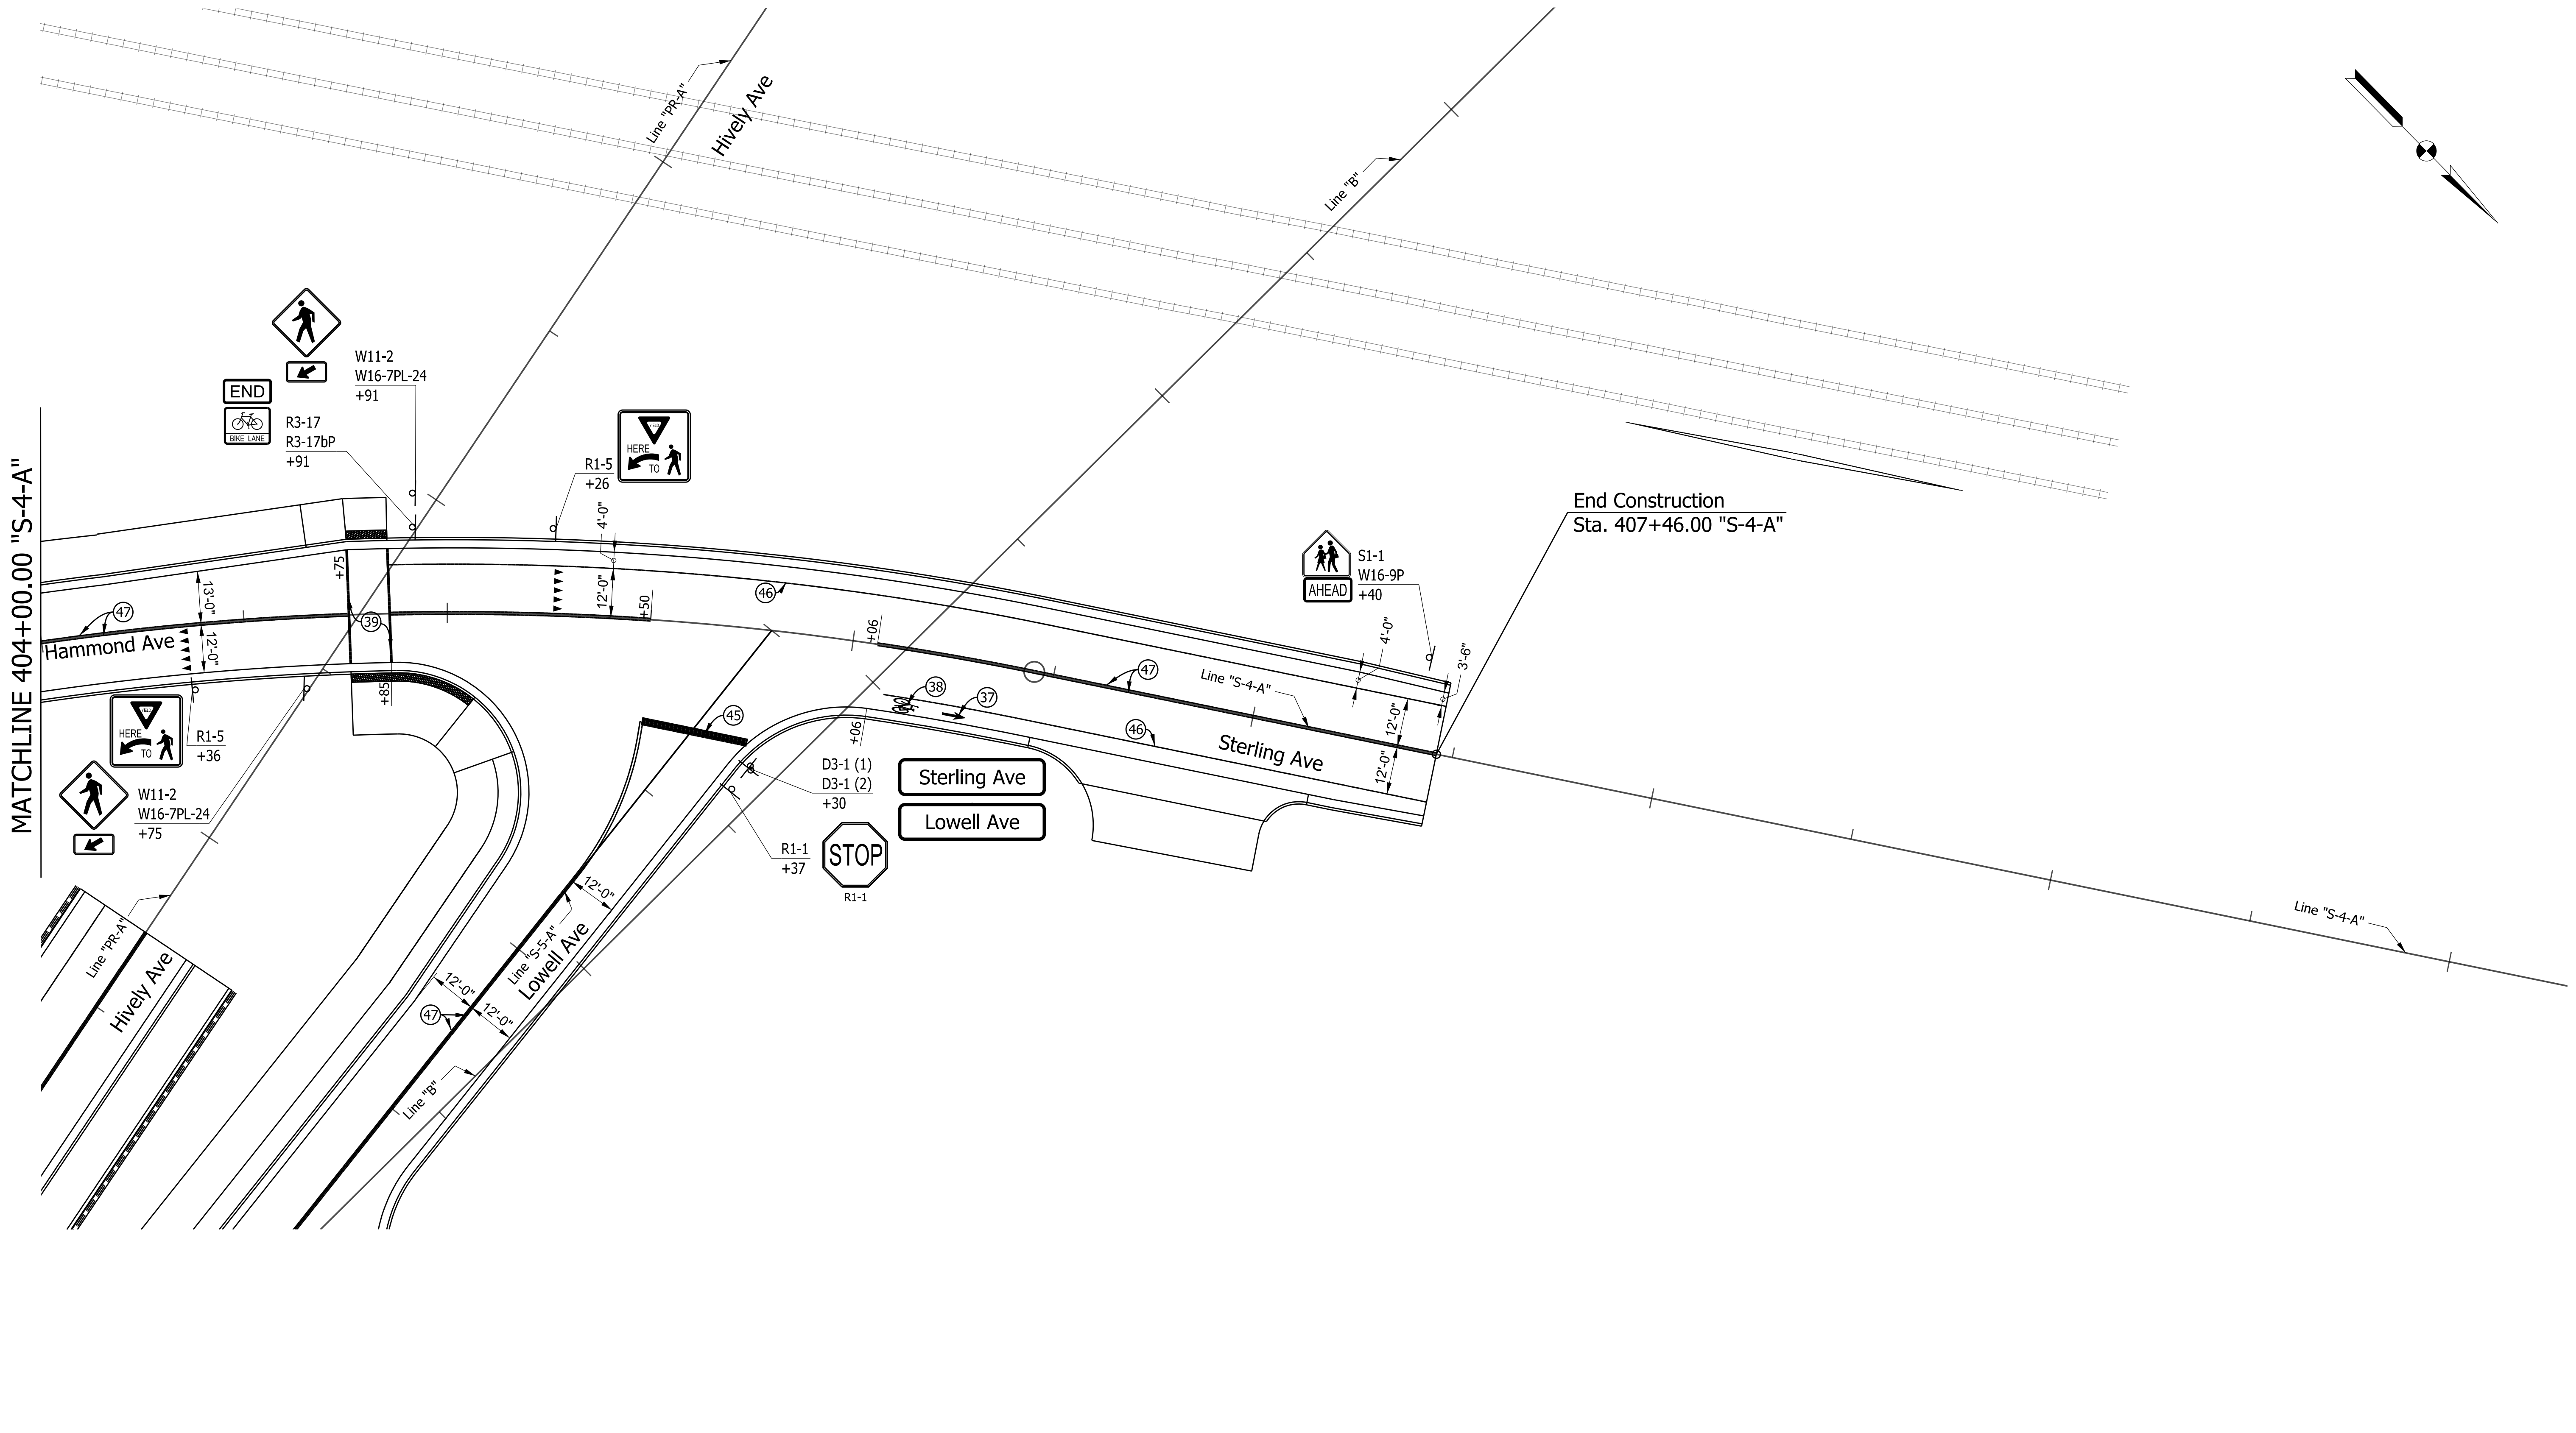 Line "PR-A"
Hively Ave
Line "B"
W11-2
W16-7PL-24
+91
END
BIKE LANE
R3-17
R3-17bP
+91
YIELD
HERE
TO
R1-5
+26
MATCHLINE 404+00.00 "S-4-A"
End Construction
Sta. 407+46.00 "S-4-A"
4'-0"
+75
12'-0"
+50
46
S1-1
W16-9P
+40
AHEAD
47
13'-0"
39
Hammond Ave
12'-0"
+06
4'-0"
3'-6"
47
Line "S-4-A"
38
37
+85
45
+06
46
Sterling Ave
12'-0"
12'-0"
YIELD
HERE
TO
R1-5
+36
W11-2
W16-7PL-24
+75
D3-1 (1)
D3-1 (2)
+30
Sterling Ave
Lowell Ave
R1-1
+37
STOP
R1-1
12'-0"
Line "S-5-A"
Lowell Ave
Line "PR-A"
Hively Ave
12'-0"
12'-0"
47
Line "B"
Line "S-4-A"